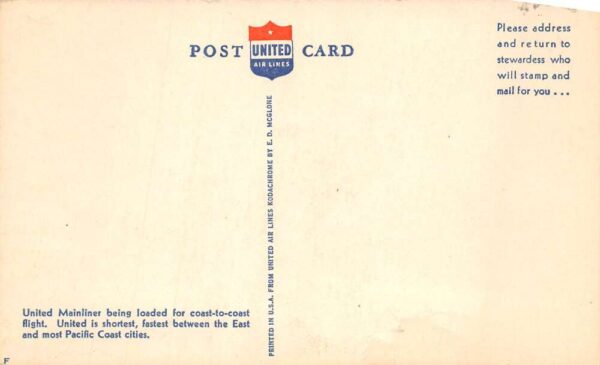 POST UNITED AIR LINES CARD
Please address
and return to
stewardess who
will stamp and
mail for you...
PRINTED IN U.S.A. FROM UNITED AIR LINES KODACHROME BY E. D. MCGLONE
United Mainliner being loaded for coast-to-coast
flight. United is shortest, fastest between the East
and most Pacific Coast cities.
F